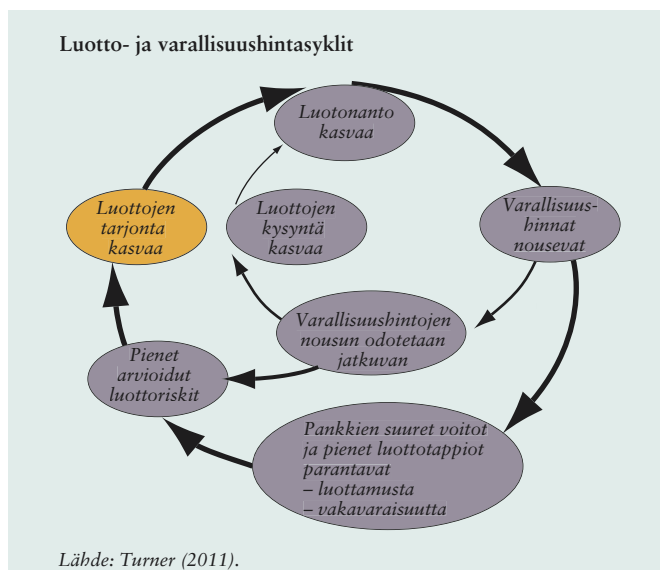 Luotto- ja varallisuushintasyklit
Luotonanto
kasvaa
Luottojen
tarjonta
kasvaa
Luottojen
kysyntä
kasvaa
Varallisuus-
hinnat
nousevat
Varallisuushintojen
nousun odotetaan
jatkuvan
Pienet
arvioidut
luottoriskit
Pankkien suuret voitot
ja pienet luottotappiot
parantavat
– luottamusta
– vakavaraisuutta
Lähde: Turner (2011).